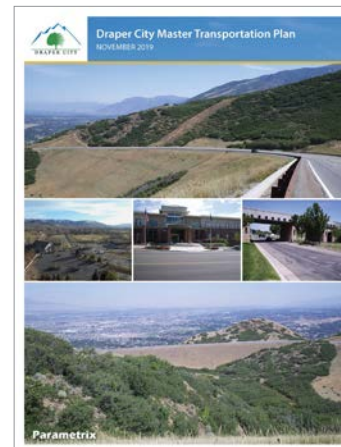 Draper City Master Transportation Plan
NOVEMBER 2019
DRAPER CITY
Parametrix